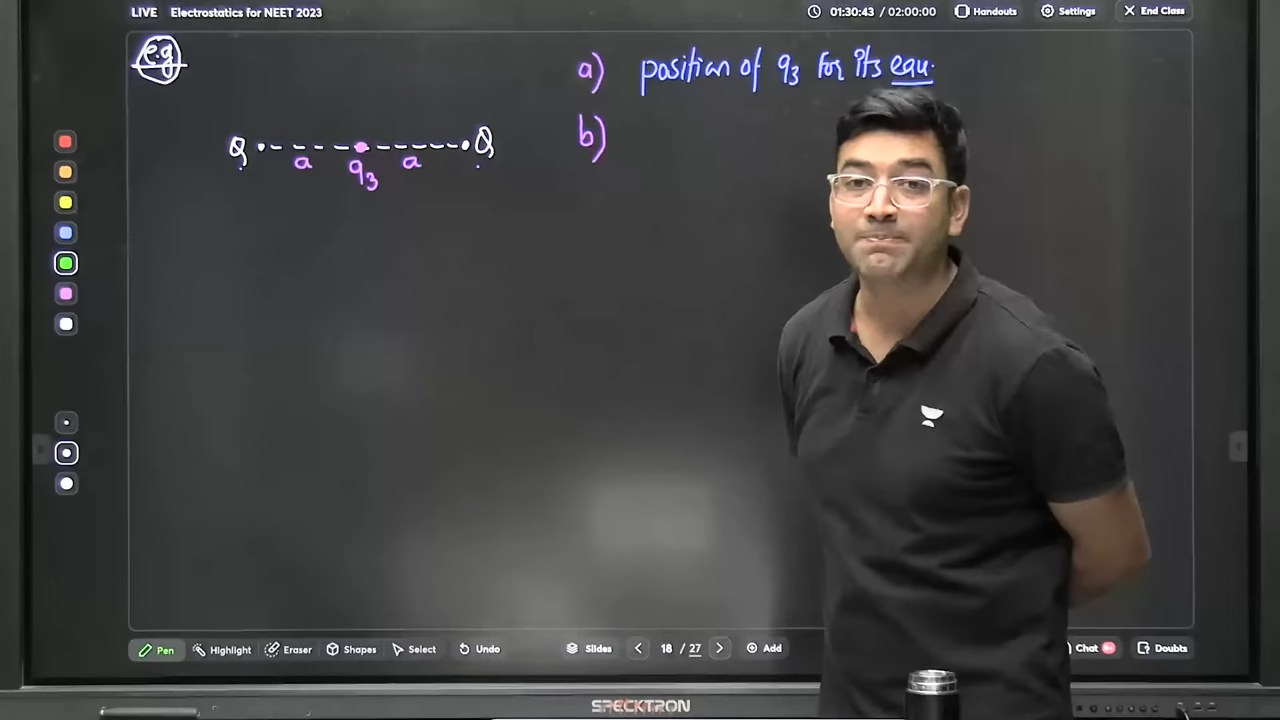 LIVE Electrostatics for NEET 2023
01:30:43 / 02:00:00 Handouts Settings End Class
e.g
a) position of q3 for its equ.
b)
Q a q3 a Q
Pen Highlight Eraser Shapes Select Undo Slides 18 / 27 Add Chat Doubts
SPECKTRON